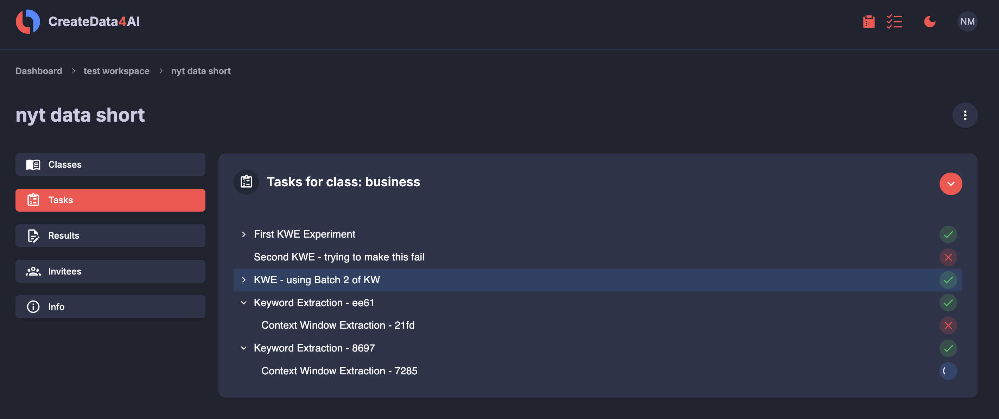 CreateData4AI
NM
Dashboard > test workspace > nyt data short
nyt data short
Classes
Tasks
Results
Invitees
Info
Tasks for class: business
First KWE Experiment
Second KWE - trying to make this fail
KWE - using Batch 2 of KW
Keyword Extraction - ee61
Context Window Extraction - 21fd
Keyword Extraction - 8697
Context Window Extraction - 7285